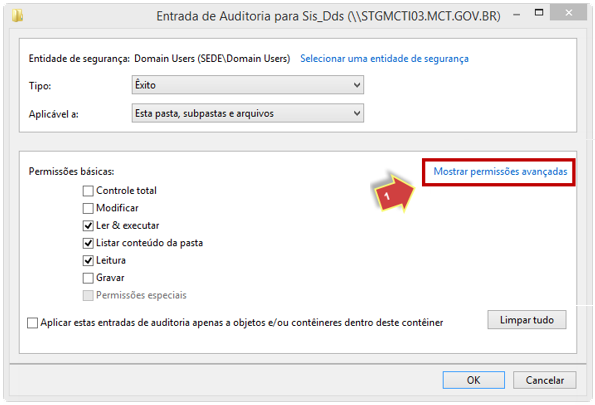 Entrada de Auditoria para Sis_Dds (\\STGMCTI03.MCT.GOV.BR)
Entidade de segurança: Domain Users (SEDE\Domain Users) Selecionar uma entidade de segurança
Tipo: Êxito
Aplicável a: Esta pasta, subpastas e arquivos
Permissões básicas: Mostrar permissões avançadas
1
Controle total
Modificar
Ler & executar
Listar conteúdo da pasta
Leitura
Gravar
Permissões especiais
Aplicar estas entradas de auditoria apenas a objetos e/ou contêineres dentro deste contêiner Limpar tudo
OK Cancelar